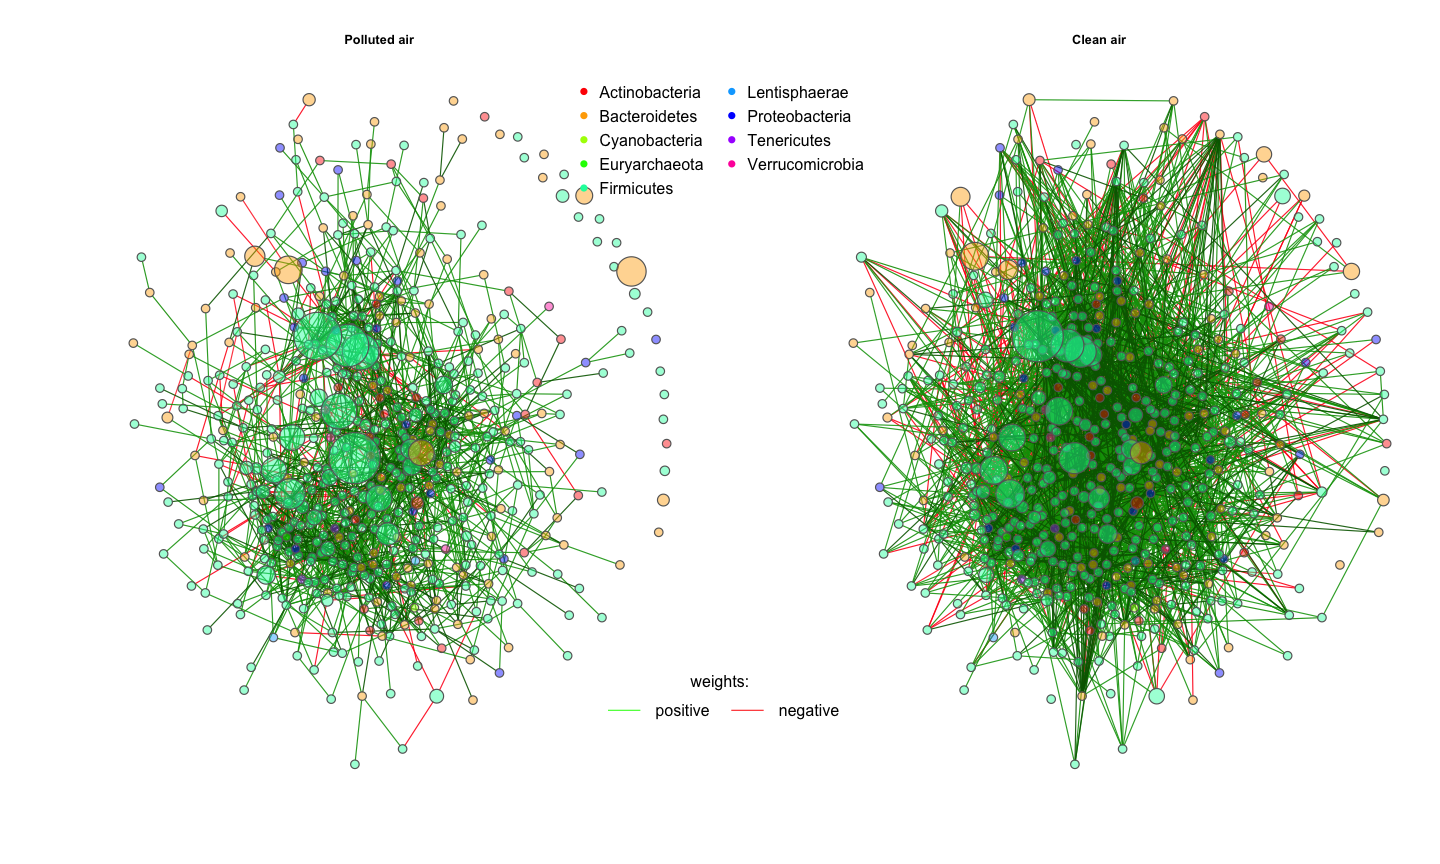 Polluted air
Clean air
Actinobacteria
Bacteroidetes
Cyanobacteria
Euryarchaeota
Firmicutes
Lentisphaerae
Proteobacteria
Tenericutes
Verrucomicrobia
weights:
positive negative